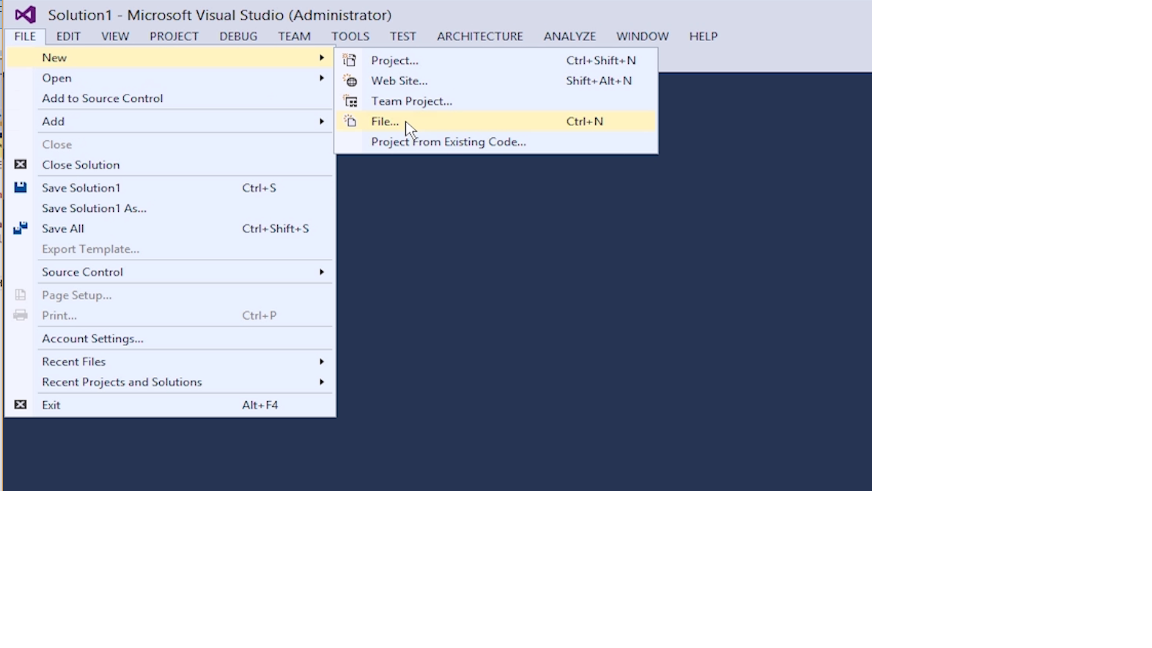 Solution1 - Microsoft Visual Studio (Administrator)
FILE EDIT VIEW PROJECT DEBUG TEAM TOOLS TEST ARCHITECTURE ANALYZE WINDOW HELP
New
Open
Add to Source Control
Add
Close
Close Solution
Save Solution1 Ctrl+S
Save Solution1 As...
Save All Ctrl+Shift+S
Export Template...
Source Control
Page Setup...
Print... Ctrl+P
Account Settings...
Recent Files
Recent Projects and Solutions
Exit Alt+F4
Project... Ctrl+Shift+N
Web Site... Shift+Alt+N
Team Project...
File... Ctrl+N
Project From Existing Code...